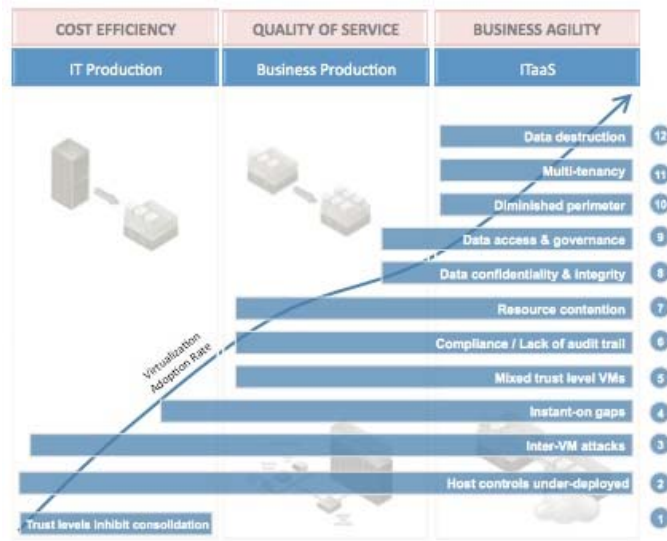 COST EFFICIENCY
QUALITY OF SERVICE
BUSINESS AGILITY
IT Production
Business Production
ITaaS
Data destruction 12
Multi-tenancy 11
Diminished perimeter 10
Data access & governance 9
Data confidentiality & integrity 8
Resource contention 7
Compliance / Lack of audit trail 6
Mixed trust level VMs 5
Virtualization
Adoption Rate
Instant-on gaps 4
Inter-VM attacks 3
Host controls under-deployed 2
Trust levels inhibit consolidation 1